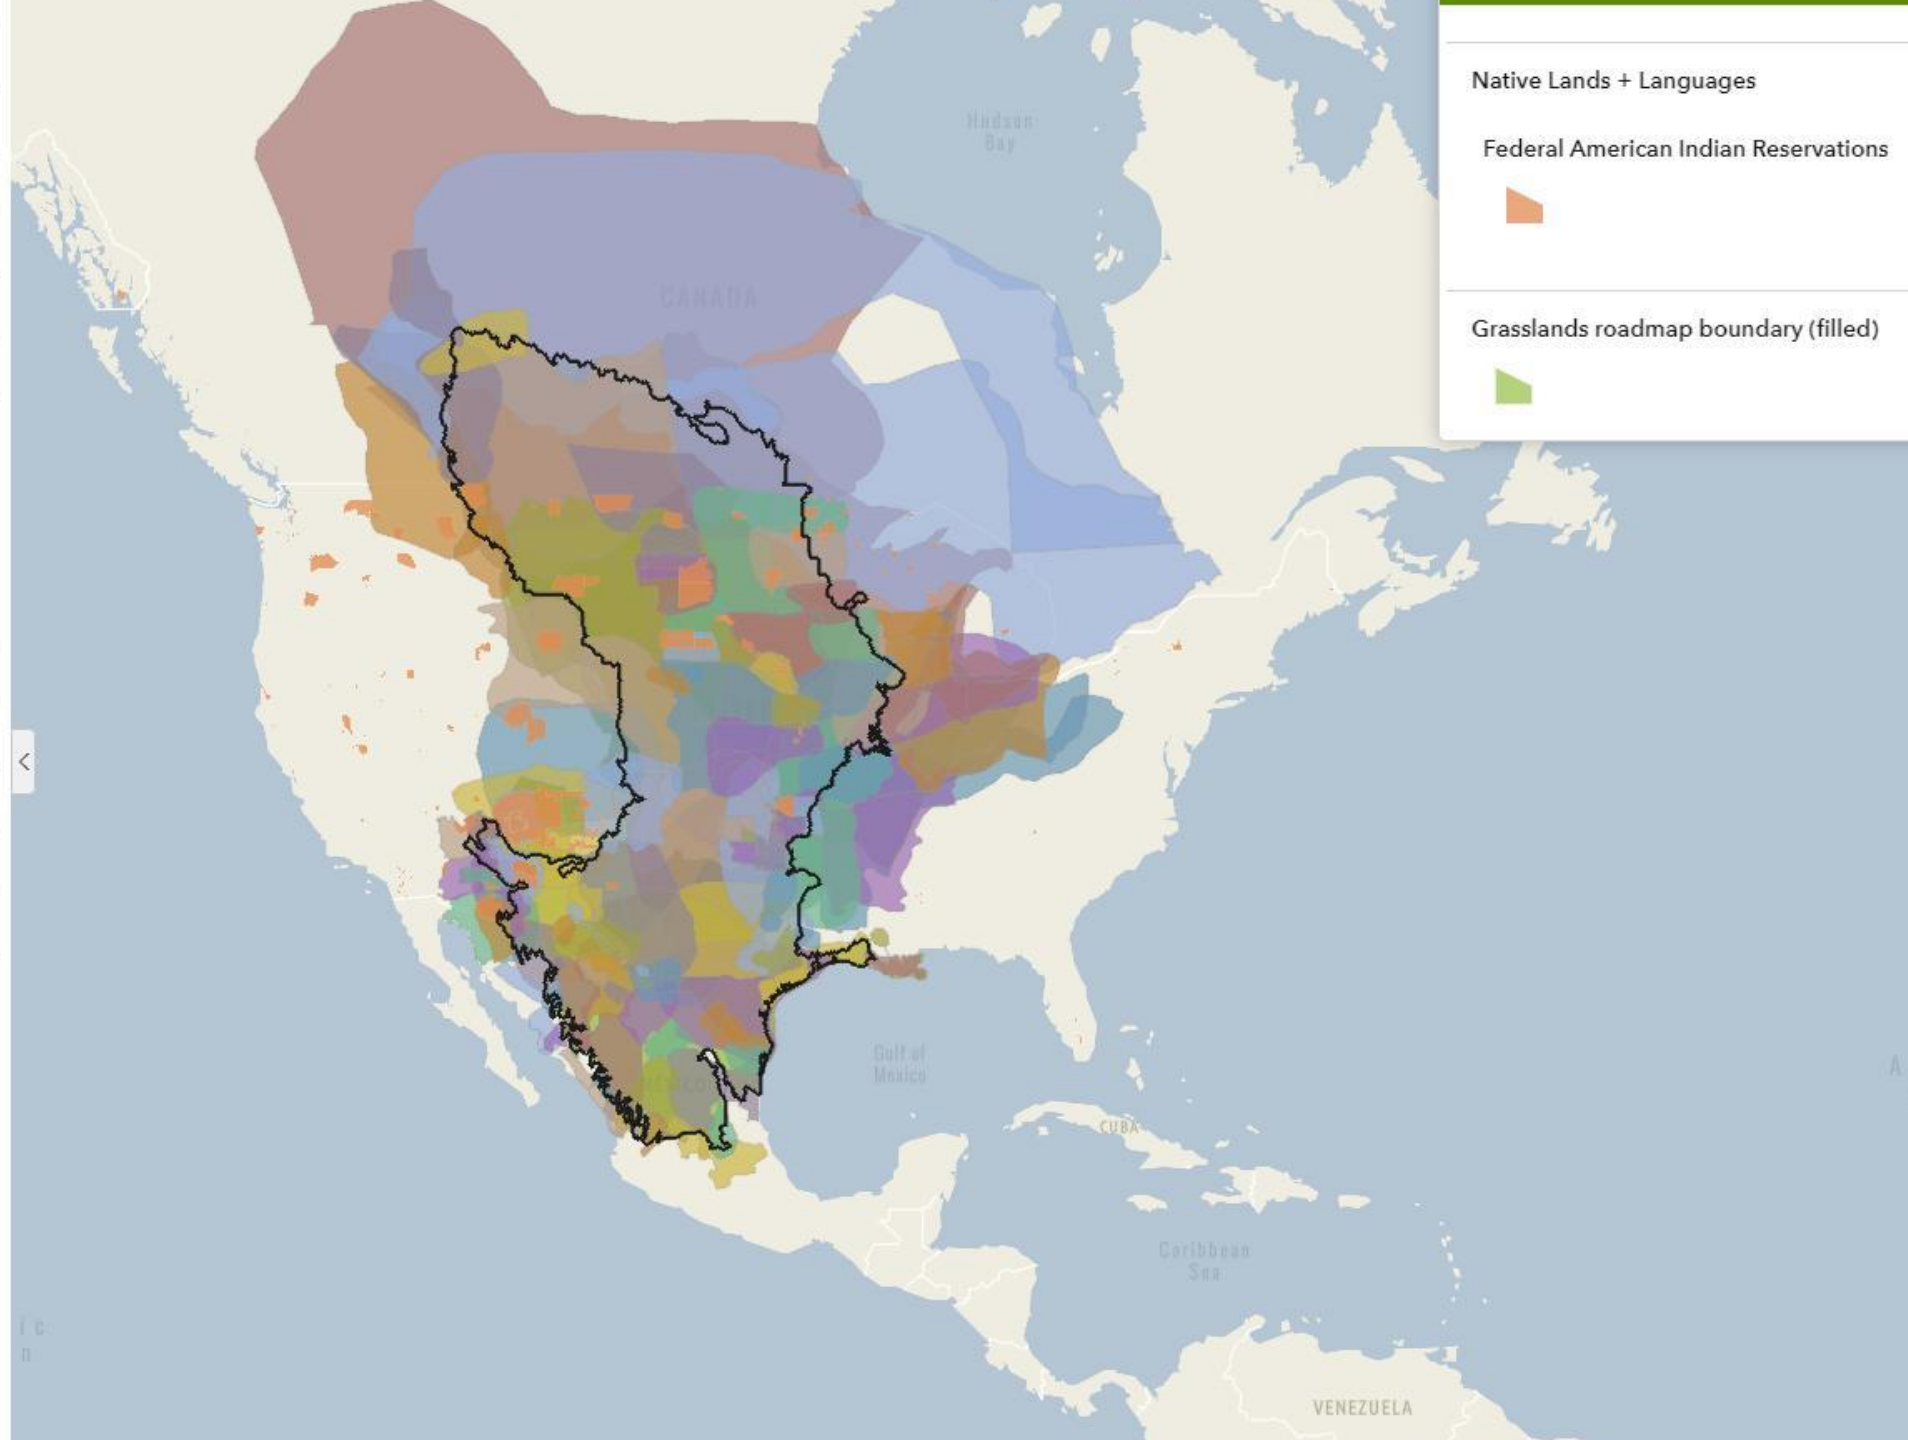 Native Lands + Languages
Federal American Indian Reservations
Grasslands roadmap boundary (filled)
Hudson
Bay
CANADA
Gulf of
Mexico
MÉXICO
CUBA
Caribbean
Sea
VENEZUELA
A
i c
n